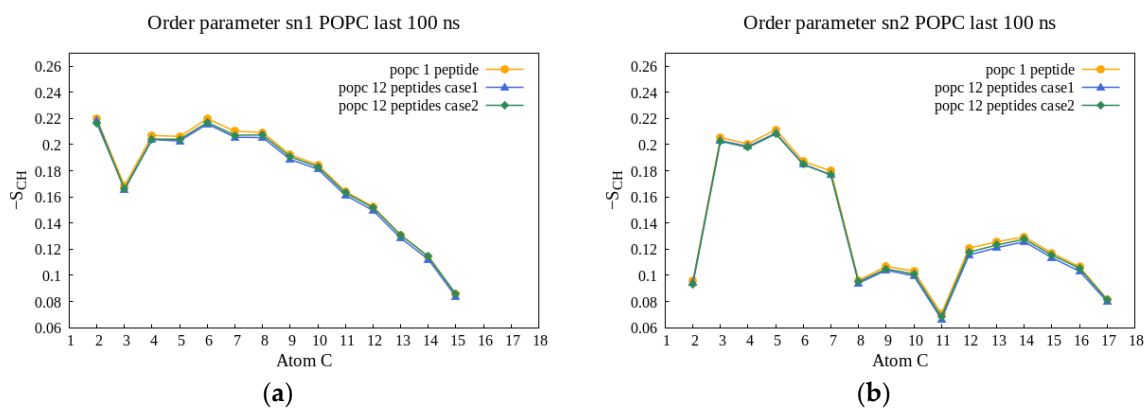 Order parameter sn1 POPC last 100 ns
0.26
0.24
0.22
0.2
0.18
0.16
0.14
0.12
0.1
0.08
0.06
−S_CH
popc 1 peptide
popc 12 peptides case1
popc 12 peptides case2
1 2 3 4 5 6 7 8 9 10 11 12 13 14 15 16 17 18
Atom C
(a)
Order parameter sn2 POPC last 100 ns
0.26
0.24
0.22
0.2
0.18
0.16
0.14
0.12
0.1
0.08
0.06
−S_CH
popc 1 peptide
popc 12 peptides case1
popc 12 peptides case2
1 2 3 4 5 6 7 8 9 10 11 12 13 14 15 16 17 18
Atom C
(b)